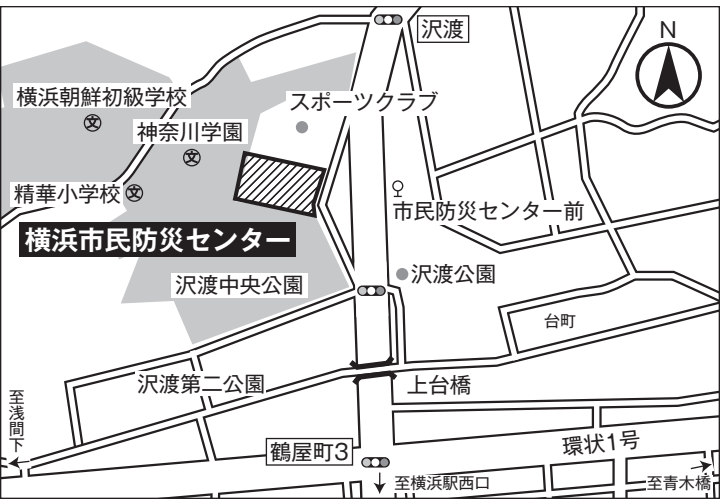 沢渡
N
横浜朝鮮初級学校
スポーツクラブ
文
神奈川学園
文
精華小学校
文
市民防災センター前
横浜市民防災センター
沢渡公園
沢渡中央公園
台町
沢渡第二公園
上台橋
至浅間下
鶴屋町3
環状1号
至横浜駅西口
至青木橋